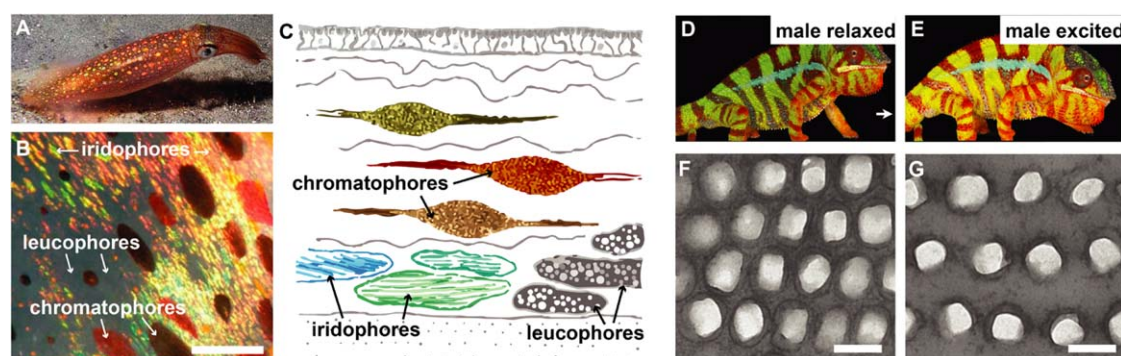 A
B
← iridophores →
leucophores
chromatophores
C
chromatophores
iridophores
leucophores
D
male relaxed
E
male excited
F
G